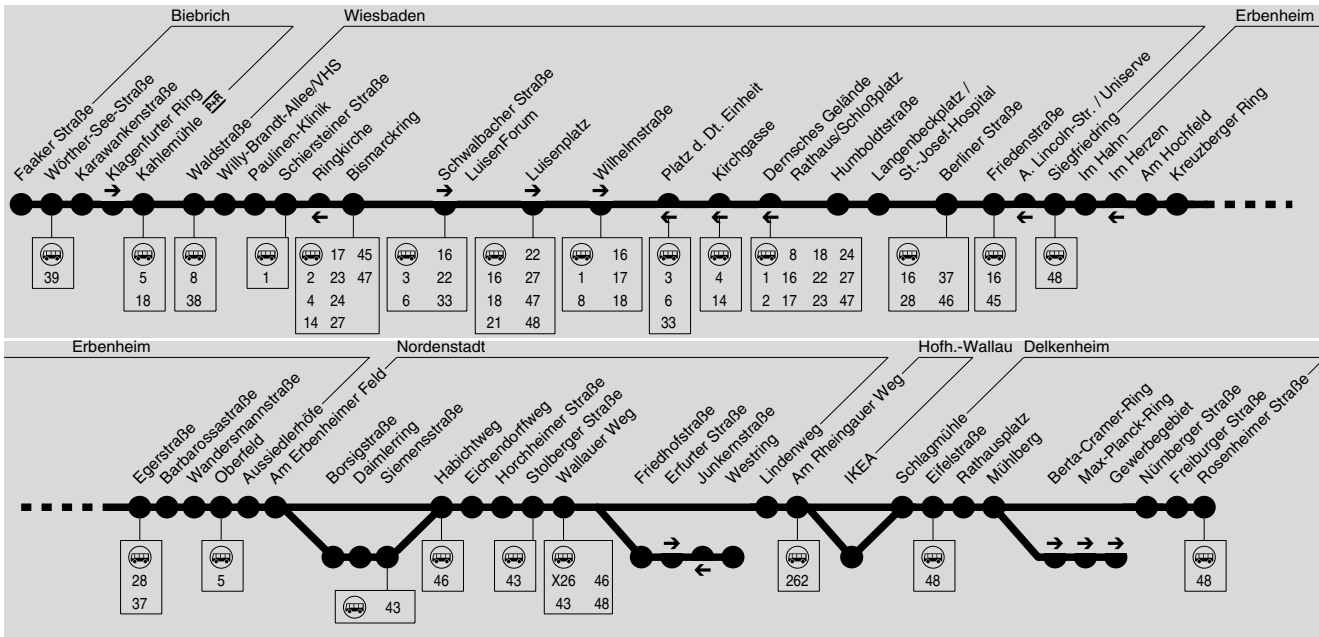 Biebrich
Wiesbaden
Erbenheim
Faaker Straße
Wörther-See-Straße
Karawankenstraße
Klagenfurter Ring
Kahlemühle P+R
Waldstraße
Willy-Brandt-Allee/VHS
Paulinen-Klinik
Schiersteiner Straße
Ringkirche
Bismarckring
Schwalbacher Straße
LuisenForum
Luisenplatz
Wilhelmstraße
Platz d. Dt. Einheit
Kirchgasse
Dernsches Gelände
Rathaus/Schloßplatz
Humboldtstraße
Langenbeckplatz /
St.-Josef-Hospital
Berliner Straße
Friedenstraße
A. Lincoln-Str. / Uniserve
Siegfriedring
Im Hahn
Im Herzen
Am Hochfeld
Kreuzberger Ring
39
5
18
8
38
1
17 45
2 23 47
4 24
14 27
16
3 22
6 33
22
16 27
18 47
21 48
16
1 17
8 18
3
6
33
4
14
8 18 24
1 16 22 27
2 17 23 47
16 37
28 46
16
45
48
Erbenheim
Nordenstadt
Hofh.-Wallau
Delkenheim
Egerstraße
Barbarossastraße
Wandersmannstraße
Oberfeld
Aussiedlerhöfe
Am Erbenheimer Feld
Borsigstraße
Daimlerring
Siemensstraße
Habichtweg
Eichendorffweg
Horchheimer Straße
Stolberger Straße
Wallauer Weg
Friedhofstraße
Erfurter Straße
Junkernstraße
Westring
Lindenweg
Am Rheingauer Weg
IKEA
Schlagmühle
Eifelstraße
Rathausplatz
Mühlberg
Berta-Cramer-Ring
Max-Planck-Ring
Gewerbegebiet
Nürnberger Straße
Freiburger Straße
Rosenheimer Straße
28
37
5
43
46
43
X26 46
43 48
262
48
48